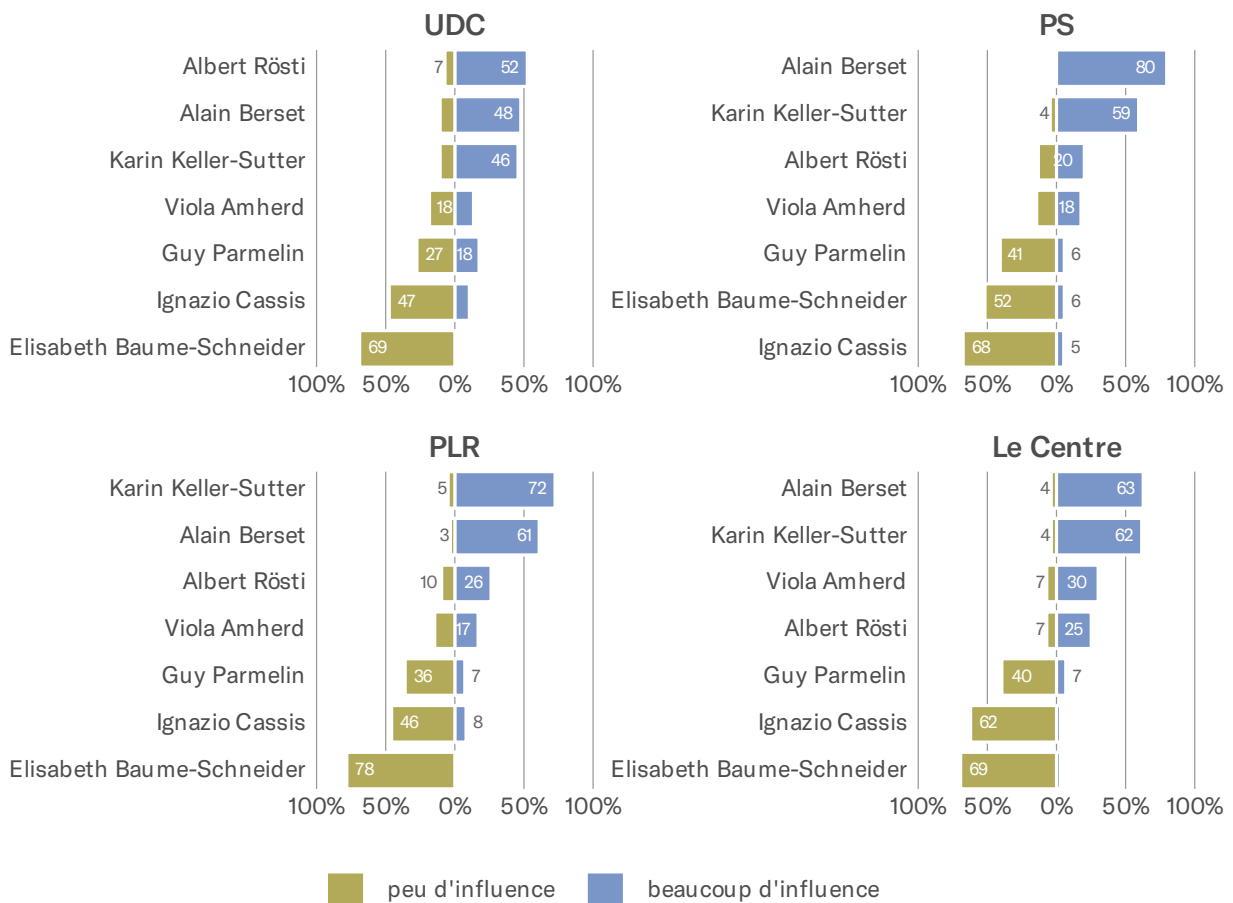 UDC
Albert Rösti 7 52
Alain Berset 48
Karin Keller-Sutter 46
Viola Amherd 18
Guy Parmelin 27 18
Ignazio Cassis 47
Elisabeth Baume-Schneider 69
100% 50% 0% 50% 100%
PS
Alain Berset 80
Karin Keller-Sutter 4 59
Albert Rösti 20
Viola Amherd 18
Guy Parmelin 41 6
Elisabeth Baume-Schneider 52 6
Ignazio Cassis 68 5
100% 50% 0% 50% 100%
PLR
Karin Keller-Sutter 5 72
Alain Berset 3 61
Albert Rösti 10 26
Viola Amherd 17
Guy Parmelin 36 7
Ignazio Cassis 46 8
Elisabeth Baume-Schneider 78
100% 50% 0% 50% 100%
Le Centre
Alain Berset 4 63
Karin Keller-Sutter 4 62
Viola Amherd 7 30
Albert Rösti 7 25
Guy Parmelin 40 7
Ignazio Cassis 62
Elisabeth Baume-Schneider 69
100% 50% 0% 50% 100%
peu d'influence beaucoup d'influence